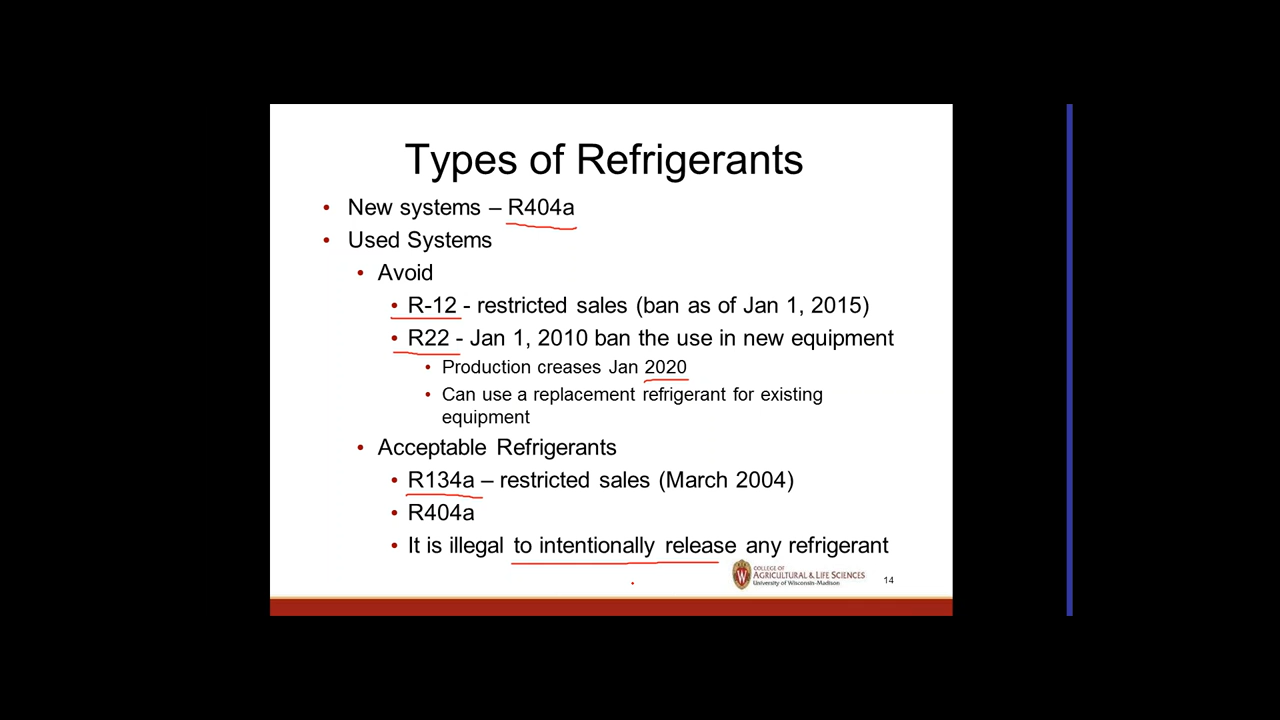 Types of Refrigerants
• New systems – R404a
• Used Systems
• Avoid
• R-12 - restricted sales (ban as of Jan 1, 2015)
• R22 - Jan 1, 2010 ban the use in new equipment
• Production creases Jan 2020
• Can use a replacement refrigerant for existing
equipment
• Acceptable Refrigerants
• R134a – restricted sales (March 2004)
• R404a
• It is illegal to intentionally release any refrigerant
W
COLLEGE OF
AGRICULTURAL & LIFE SCIENCES
University of Wisconsin-Madison
14